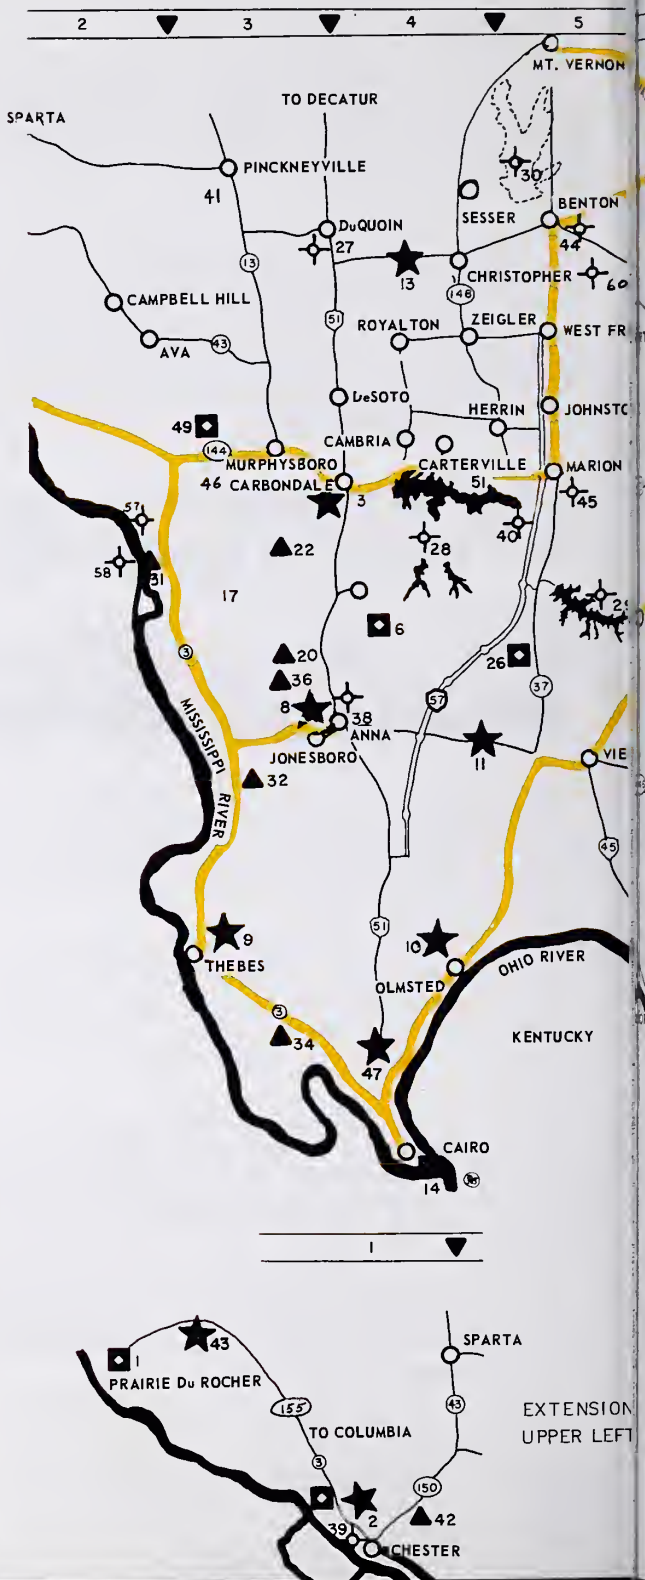 2 3 4 5
MT. VERNON
TO DECATUR
SPARTA
PINCKNEYVILLE
30
41
SESSER
BENTON
DuQUOIN
27
44
13
13
CHRISTOPHER
60
148
CAMPBELL HILL
51
ROYALTON
ZEIGLER
WEST FR
AVA
43
DeSOTO
HERRIN
JOHNSTO
49
CAMBRIA
144
MURPHYSBORO
CARTERVILLE
MARION
46
CARBONDALE
51
3
45
57
40
22
28
58
31
17
29
6
20
26
3
36
37
8
57
38
MISSISSIPPI
RIVER
ANNA
JONESBORO
11
VIE
32
45
51
9
10
THEBES
OHIO RIVER
OLMSTED
3
34
KENTUCKY
47
CAIRO
14
1
43
SPARTA
1
PRAIRIE Du ROCHER
43
155
EXTENSION
TO COLUMBIA
UPPER LEFT
3
150
2
42
39
CHESTER